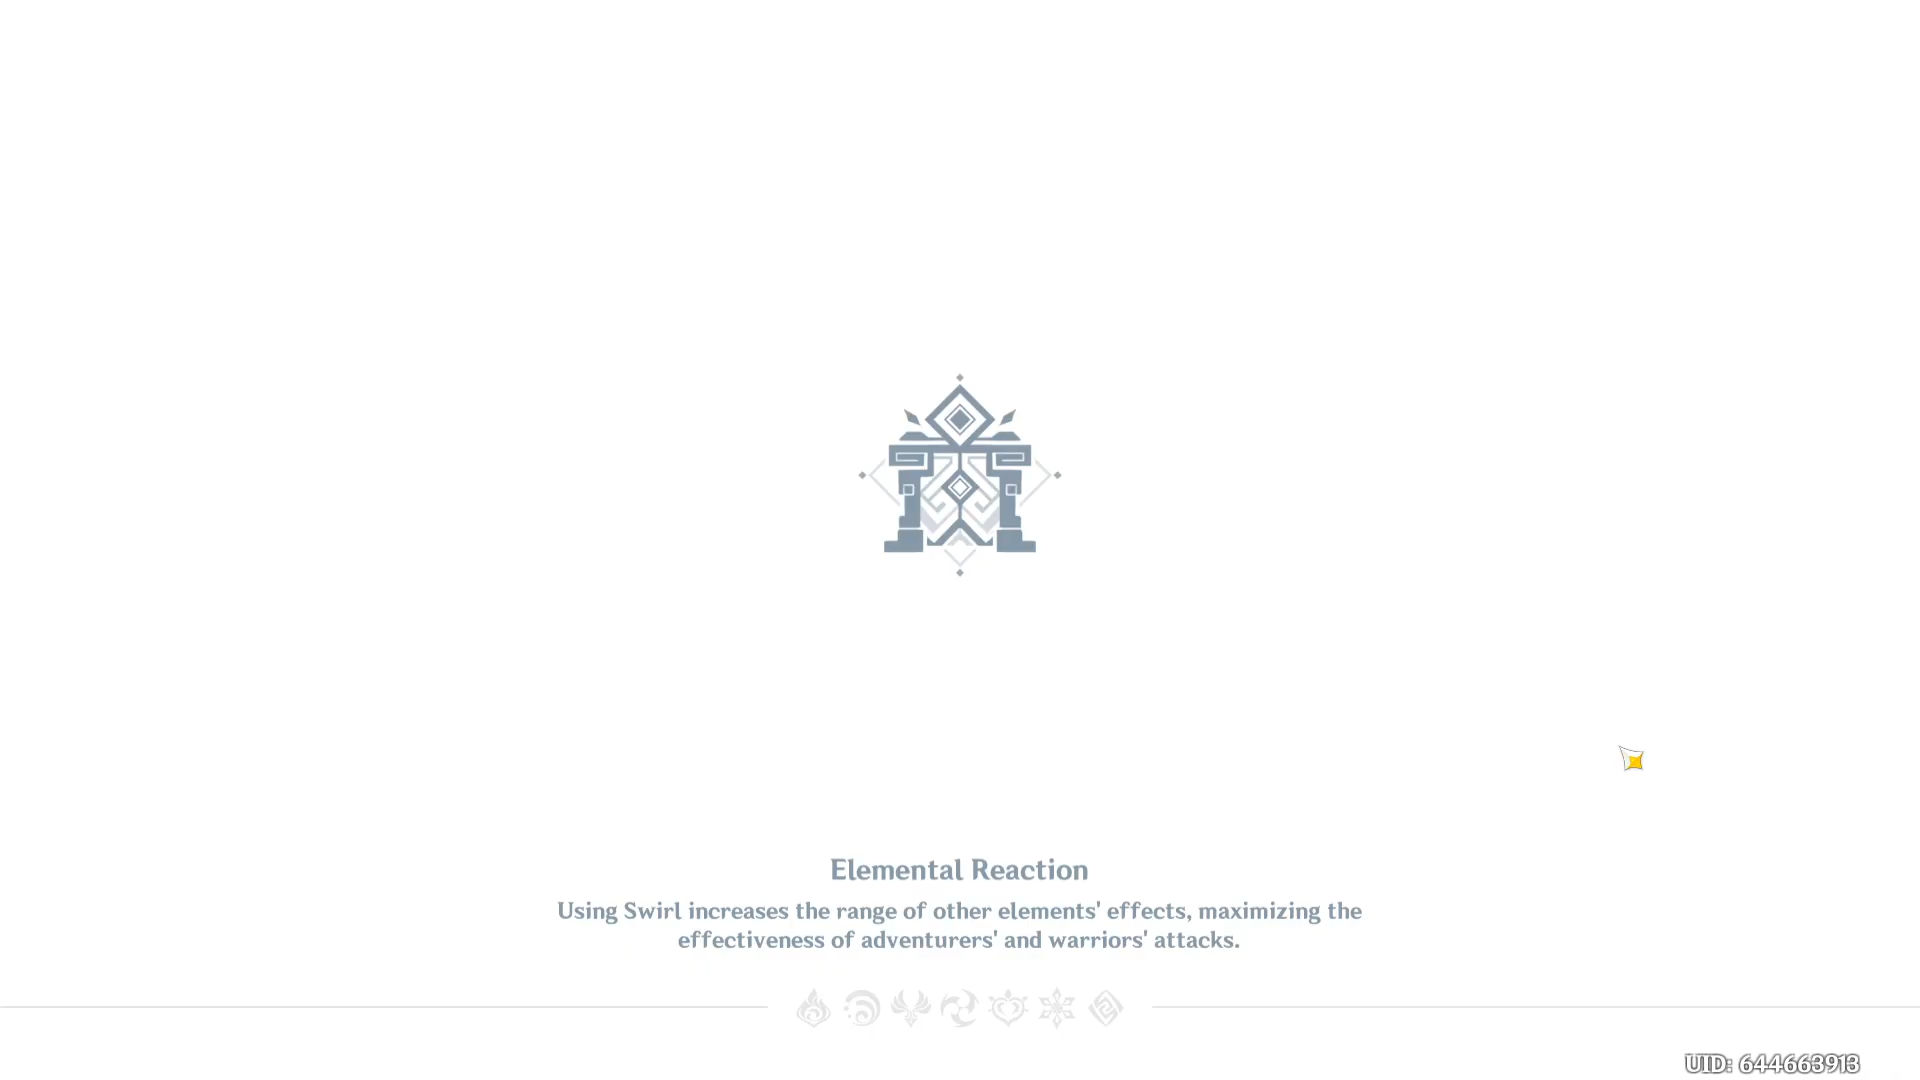 Elemental Reaction
Using Swirl increases the range of other elements' effects, maximizing the
effectiveness of adventurers' and warriors' attacks.
UID: 644663913